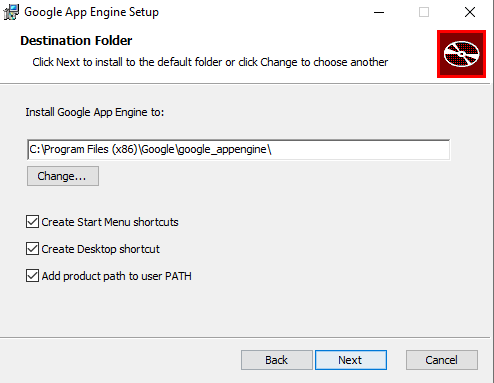 Google App Engine Setup
Destination Folder
Click Next to install to the default folder or click Change to choose another
Install Google App Engine to:
C:\Program Files (x86)\Google\google_appengine\
Change...
Create Start Menu shortcuts
Create Desktop shortcut
Add product path to user PATH
Back Next Cancel